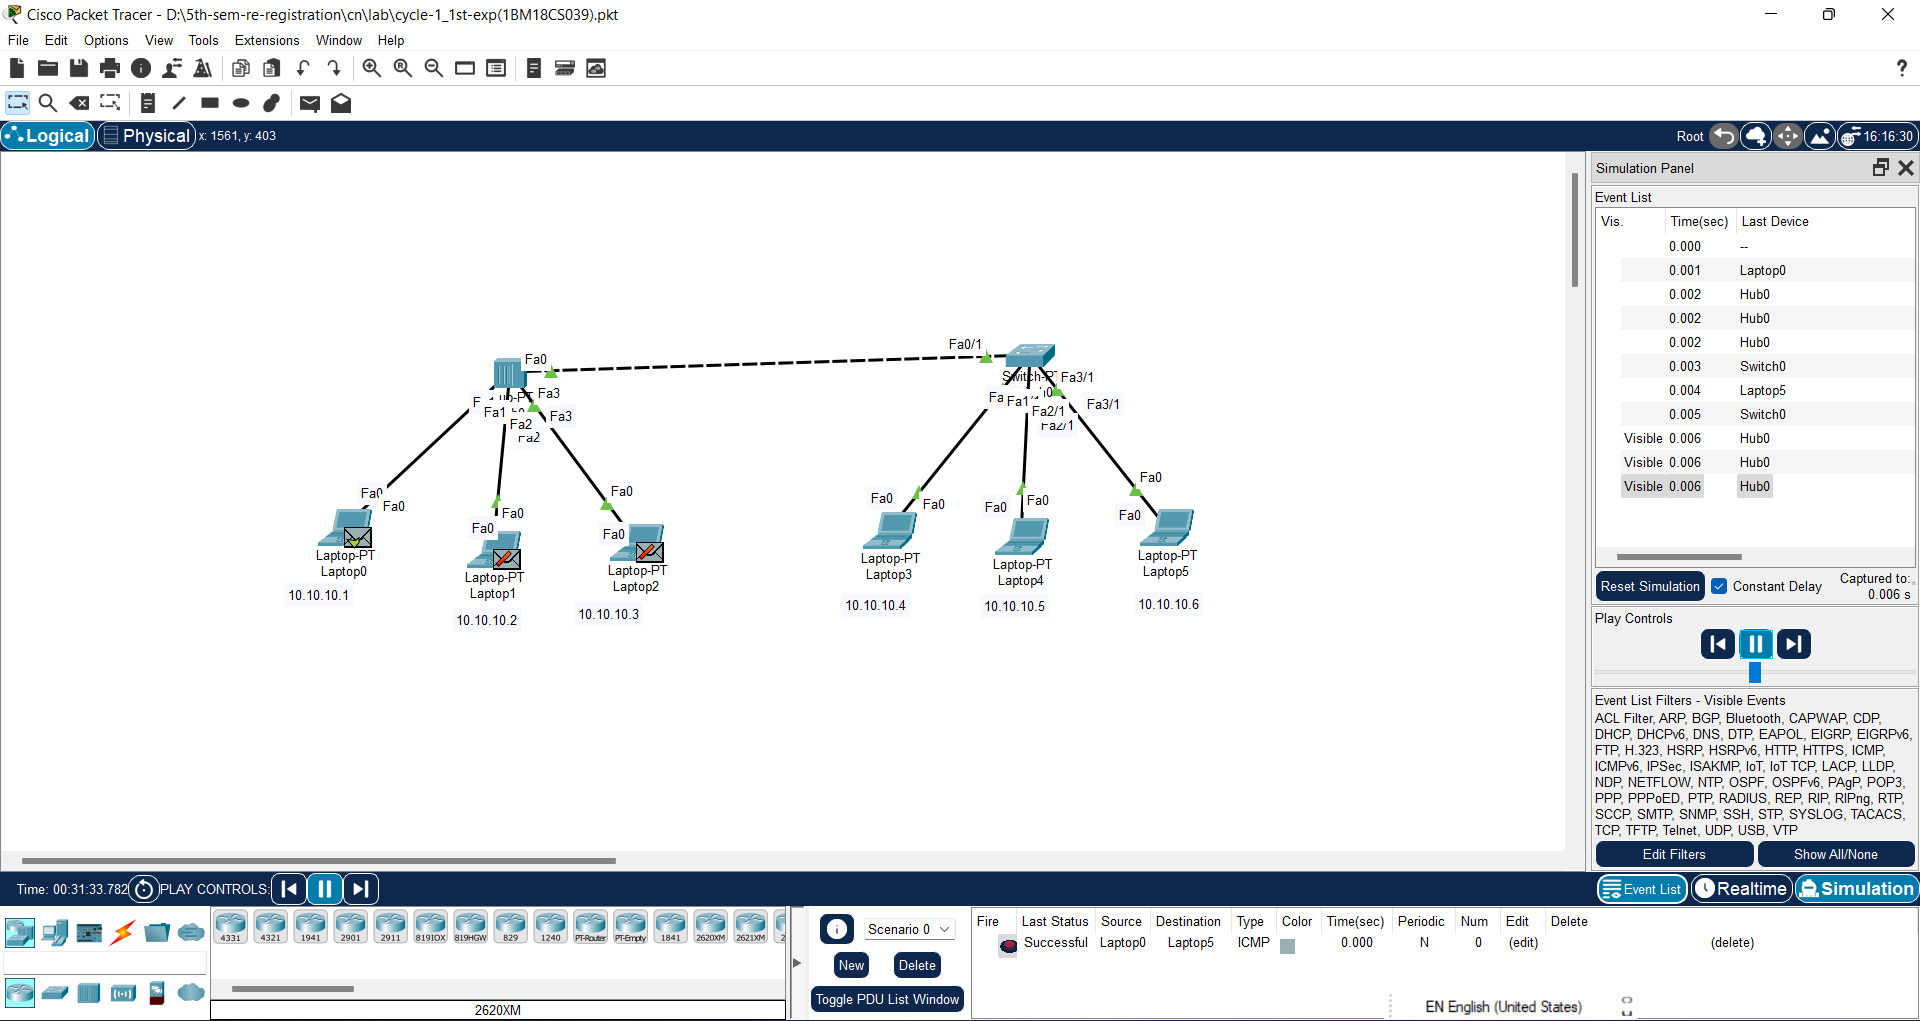 Cisco Packet Tracer - D:\5th-sem-re-registration\cn\lab\cycle-1_1st-exp(1BM18CS039).pkt
File Edit Options View Tools Extensions Window Help
?
Logical Physical x: 1561, y: 403 Root 16:16:30
Simulation Panel
Event List
Vis. Time(sec) Last Device
0.000 --
0.001 Laptop0
0.002 Hub0
0.002 Hub0
0.002 Hub0
0.003 Switch0
0.004 Laptop5
0.005 Switch0
Visible 0.006 Hub0
Visible 0.006 Hub0
Visible 0.006 Hub0
Reset Simulation Constant Delay Captured to:
0.006 s
Play Controls
Event List Filters - Visible Events
ACL Filter, ARP, BGP, Bluetooth, CAPWAP, CDP,
DHCP, DHCPv6, DNS, DTP, EAPOL, EIGRP, EIGRPv6,
FTP, H.323, HSRP, HSRPv6, HTTP, HTTPS, ICMP,
ICMPv6, IPSec, ISAKMP, IoT, IoT TCP, LACP, LLDP,
NDP, NETFLOW, NTP, OSPF, OSPFv6, PAgP, POP3,
PPP, PPPoED, PTP, RADIUS, REP, RIP, RIPng, RTP,
SCCP, SMTP, SNMP, SSH, STP, SYSLOG, TACACS,
TCP, TFTP, Telnet, UDP, USB, VTP
Edit Filters Show All/None
Fa0/1
Fa0
Fa3/1
Fa3
Fa1
Fa3
Fa2
Fa2
Fa1
Fa2/1
Fa2/1
Fa3/1
Fa0 Fa0
Fa0 Fa0
Fa0 Fa0
Fa0 Fa0
Fa0 Fa0
Fa0 Fa0
Laptop-PT
Laptop0
10.10.10.1
Laptop-PT
Laptop1
10.10.10.2
Laptop-PT
Laptop2
10.10.10.3
Laptop-PT
Laptop3
10.10.10.4
Laptop-PT
Laptop4
10.10.10.5
Laptop-PT
Laptop5
10.10.10.6
Time: 00:31:33.782 PLAY CONTROLS: Event List Realtime Simulation
4331 4321 1941 2901 2911 819IOX 819HGW 829 1240 PT-Router PT-Empty 1841 2620XM 2621XM
2620XM
Scenario 0
New Delete
Toggle PDU List Window
Fire Last Status Source Destination Type Color Time(sec) Periodic Num Edit Delete
Successful Laptop0 Laptop5 ICMP 0.000 N 0 (edit) (delete)
EN English (United States)